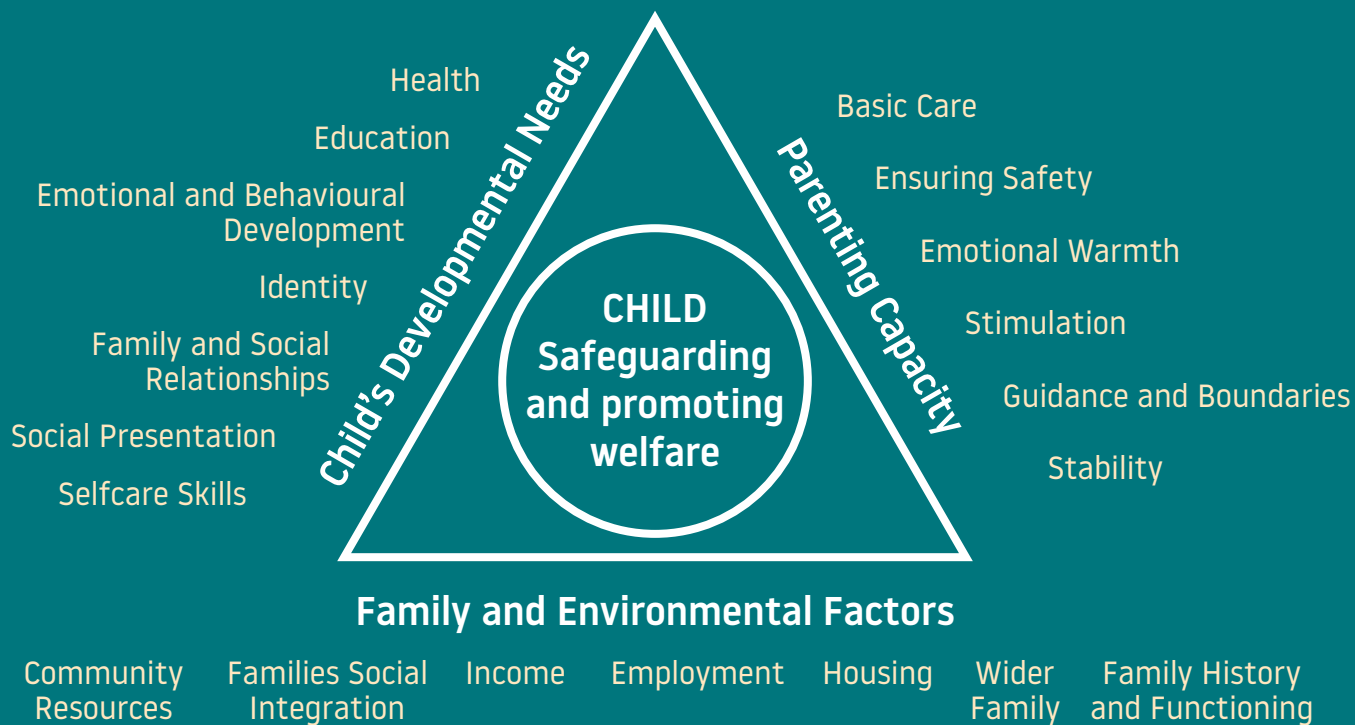 Child's Developmental Needs
Health
Education
Emotional and Behavioural
Development
Identity
Family and Social
Relationships
Social Presentation
Selfcare Skills
Parenting Capacity
Basic Care
Ensuring Safety
Emotional Warmth
Stimulation
Guidance and Boundaries
Stability
CHILD
Safeguarding
and promoting
welfare
Family and Environmental Factors
Community
Resources
Families Social
Integration
Income
Employment
Housing
Wider
Family
Family History
and Functioning